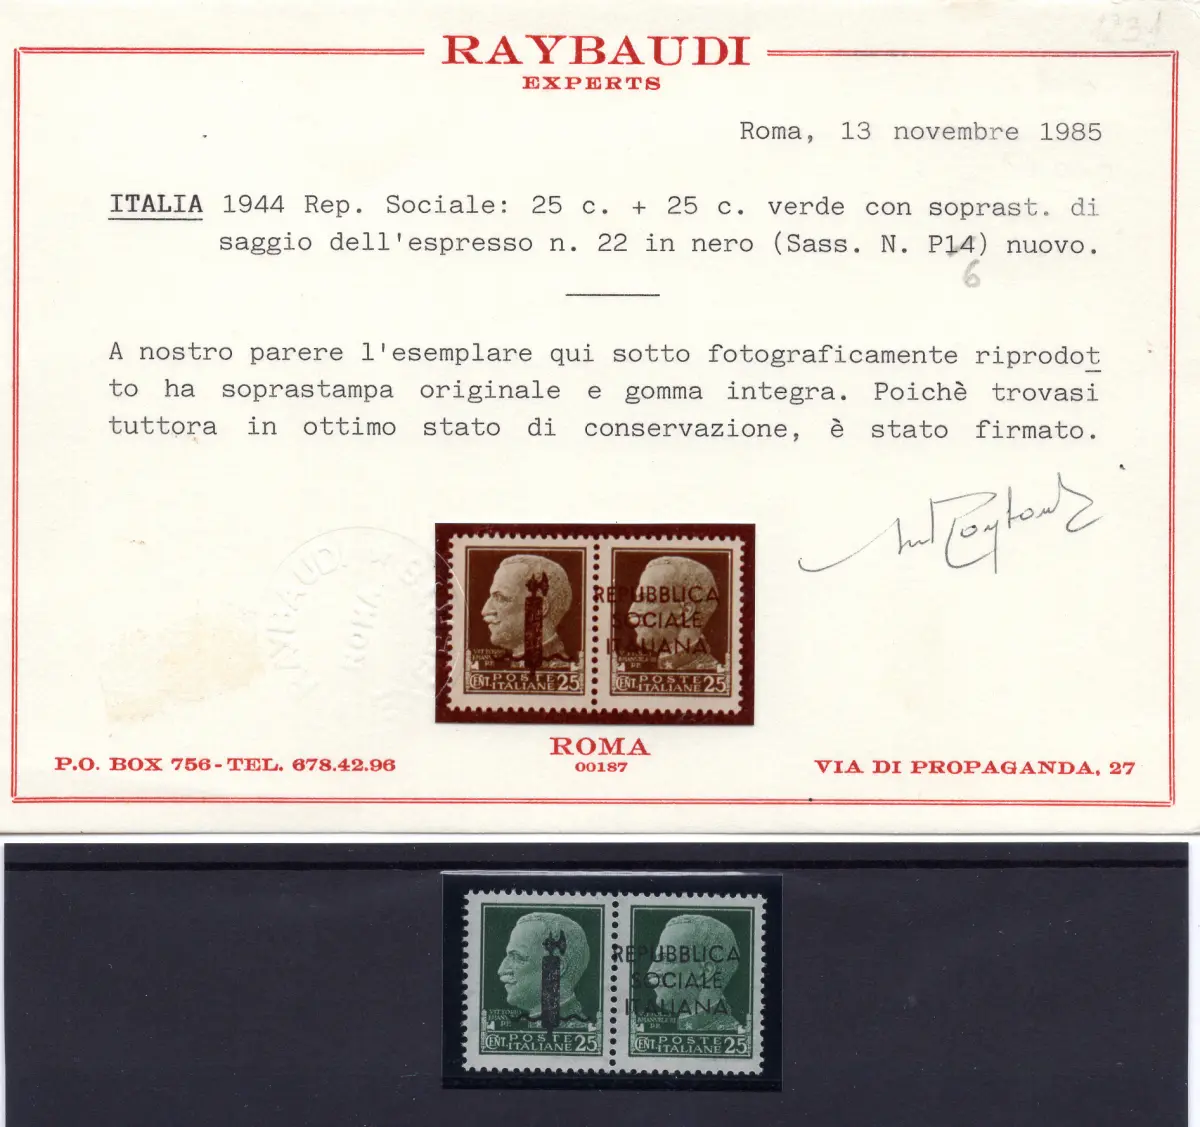 RAYBAUDI
EXPERTS
Roma, 13 novembre 1985
ITALIA 1944 Rep. Sociale: 25 c. + 25 c. verde con soprast. di
saggio dell'espresso n. 22 in nero (Sass. N. P14) nuovo.
6
A nostro parere l'esemplare qui sotto fotograficamente riprodot
to ha soprastampa originale e gomma integra. Poichè trovasi
tuttora in ottimo stato di conservazione, è stato firmato.
RAYBAUDI
ROMA
REPUBBLICA
SOCIALE
ITALIANA
CENT. POSTE ITALIANE 25
CENT. POSTE ITALIANE 25
ROMA
00187
P.O. BOX 756-TEL. 678.42.96
VIA DI PROPAGANDA, 27
REPUBBLICA
SOCIALE
ITALIANA
CENT. POSTE ITALIANE 25
CENT. POSTE ITALIANE 25